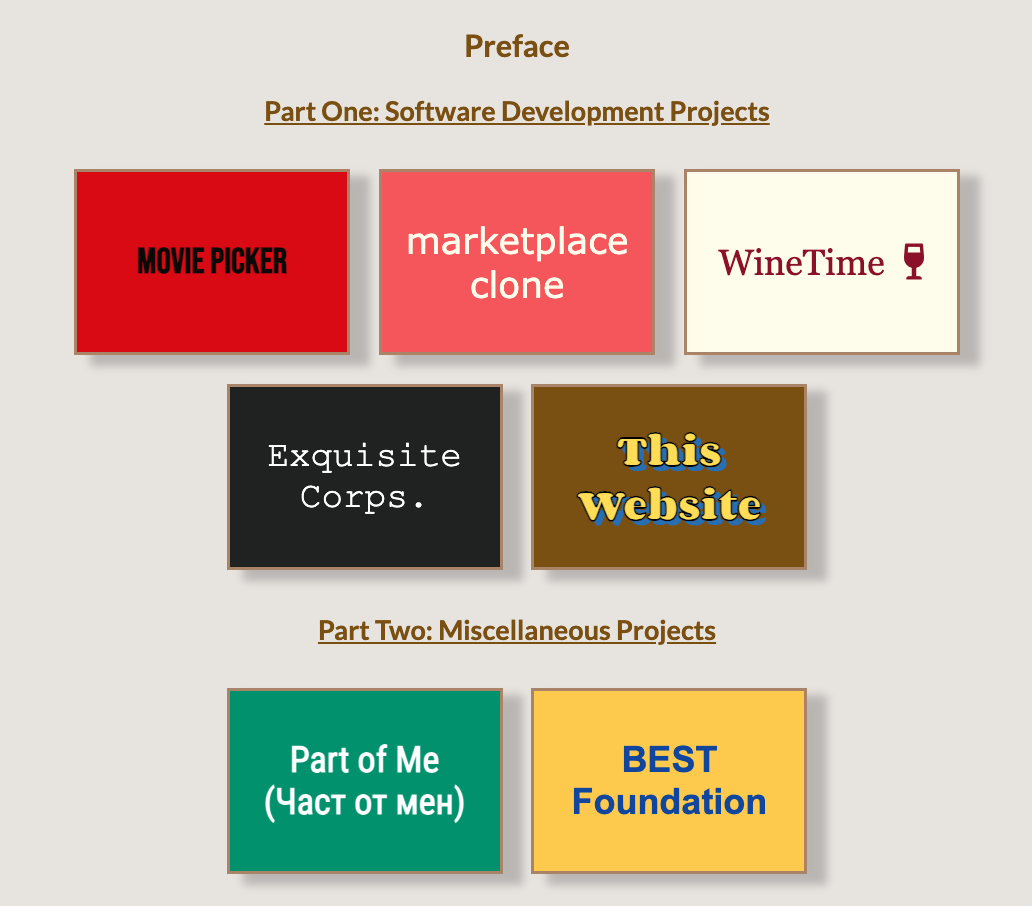 Preface
Part One: Software Development Projects
MOVIE PICKER
marketplace
clone
WineTime
Exquisite
Corps.
This
Website
Part Two: Miscellaneous Projects
Part of Me
(Част от мен)
BEST
Foundation